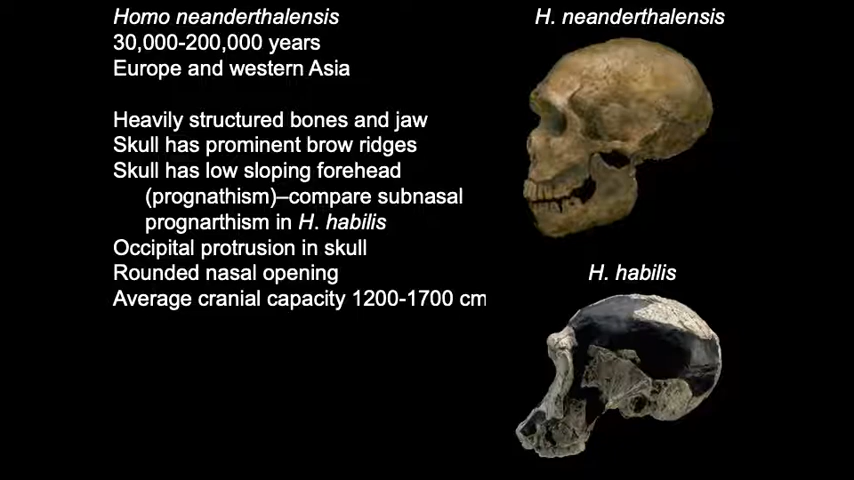 Homo neanderthalensis
30,000-200,000 years
Europe and western Asia
Heavily structured bones and jaw
Skull has prominent brow ridges
Skull has low sloping forehead
(prognathism)–compare subnasal
prognarthism in H. habilis
Occipital protrusion in skull
Rounded nasal opening
Average cranial capacity 1200-1700 cm
H. neanderthalensis
H. habilis